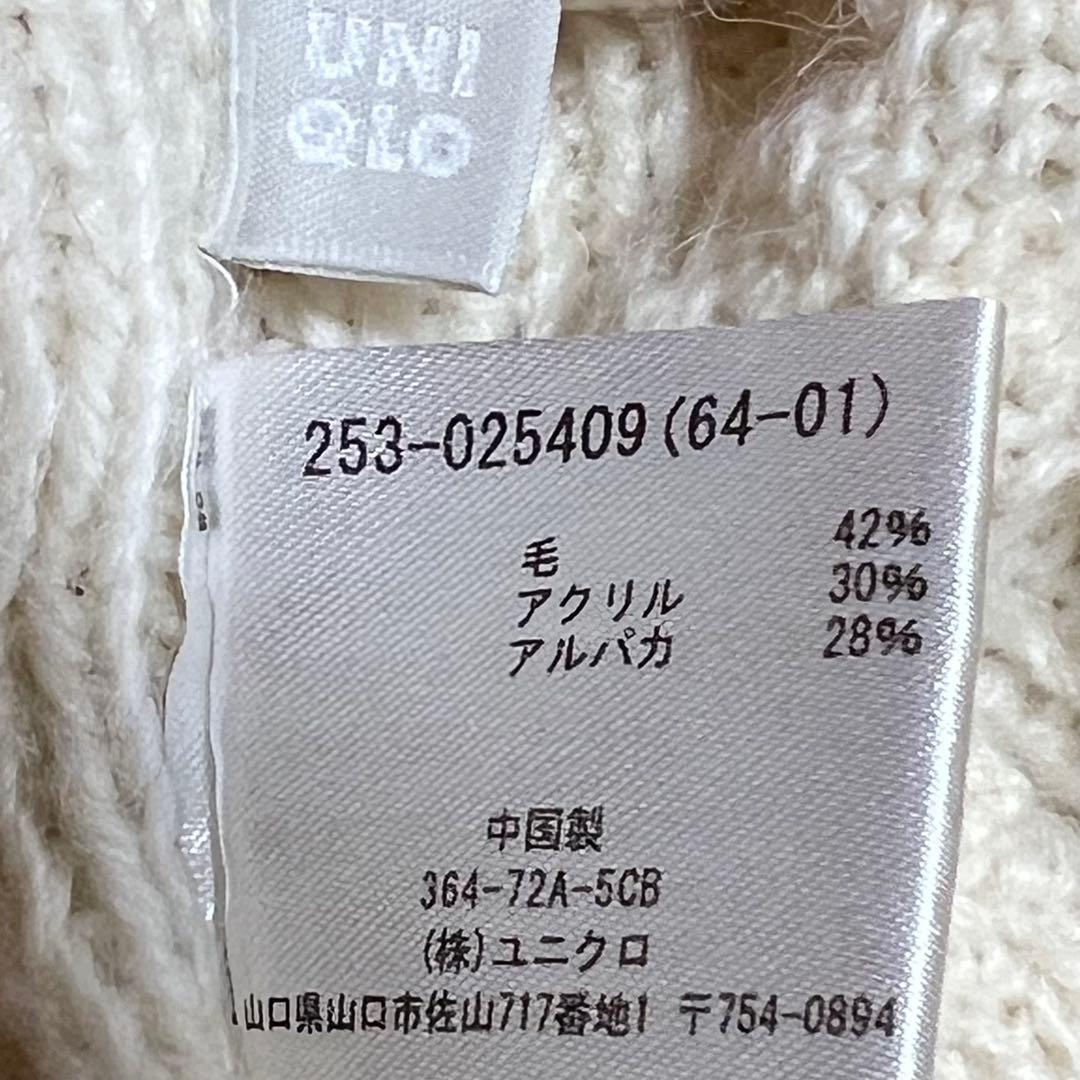 UNI
QLO
253-025409(64-01)
毛 42%
アクリル 30%
アルパカ 28%
中国製
364-72A-5CB
(株)ユニクロ
山口県山口市佐山717番地1 〒754-0894